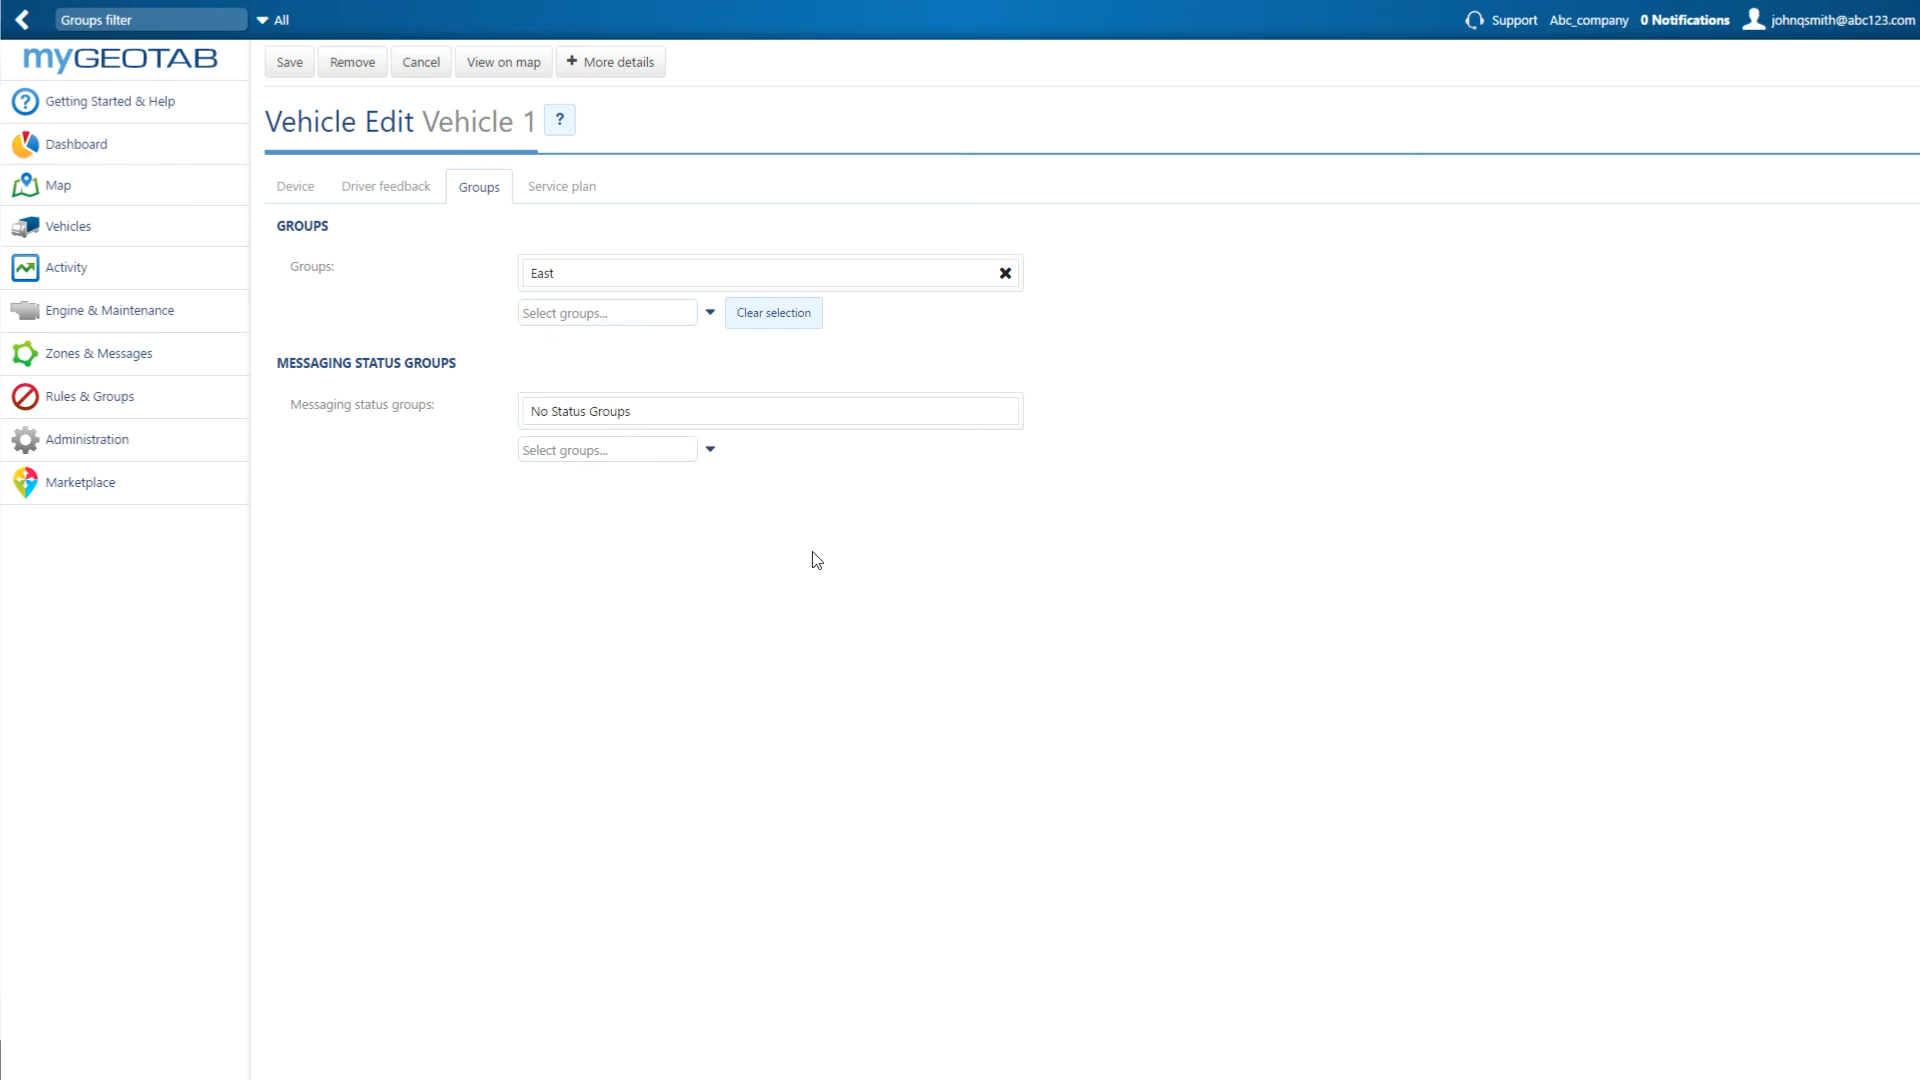 Groups filter
All
Support
Abc_company
0 Notifications
johnqsmith@abc123.com
myGEOTAB
Getting Started & Help
Dashboard
Map
Vehicles
Activity
Engine & Maintenance
Zones & Messages
Rules & Groups
Administration
Marketplace
Save
Remove
Cancel
View on map
More details
Vehicle Edit Vehicle 1
?
Device
Driver feedback
Groups
Service plan
GROUPS
Groups:
East
Select groups...
Clear selection
MESSAGING STATUS GROUPS
Messaging status groups:
No Status Groups
Select groups...